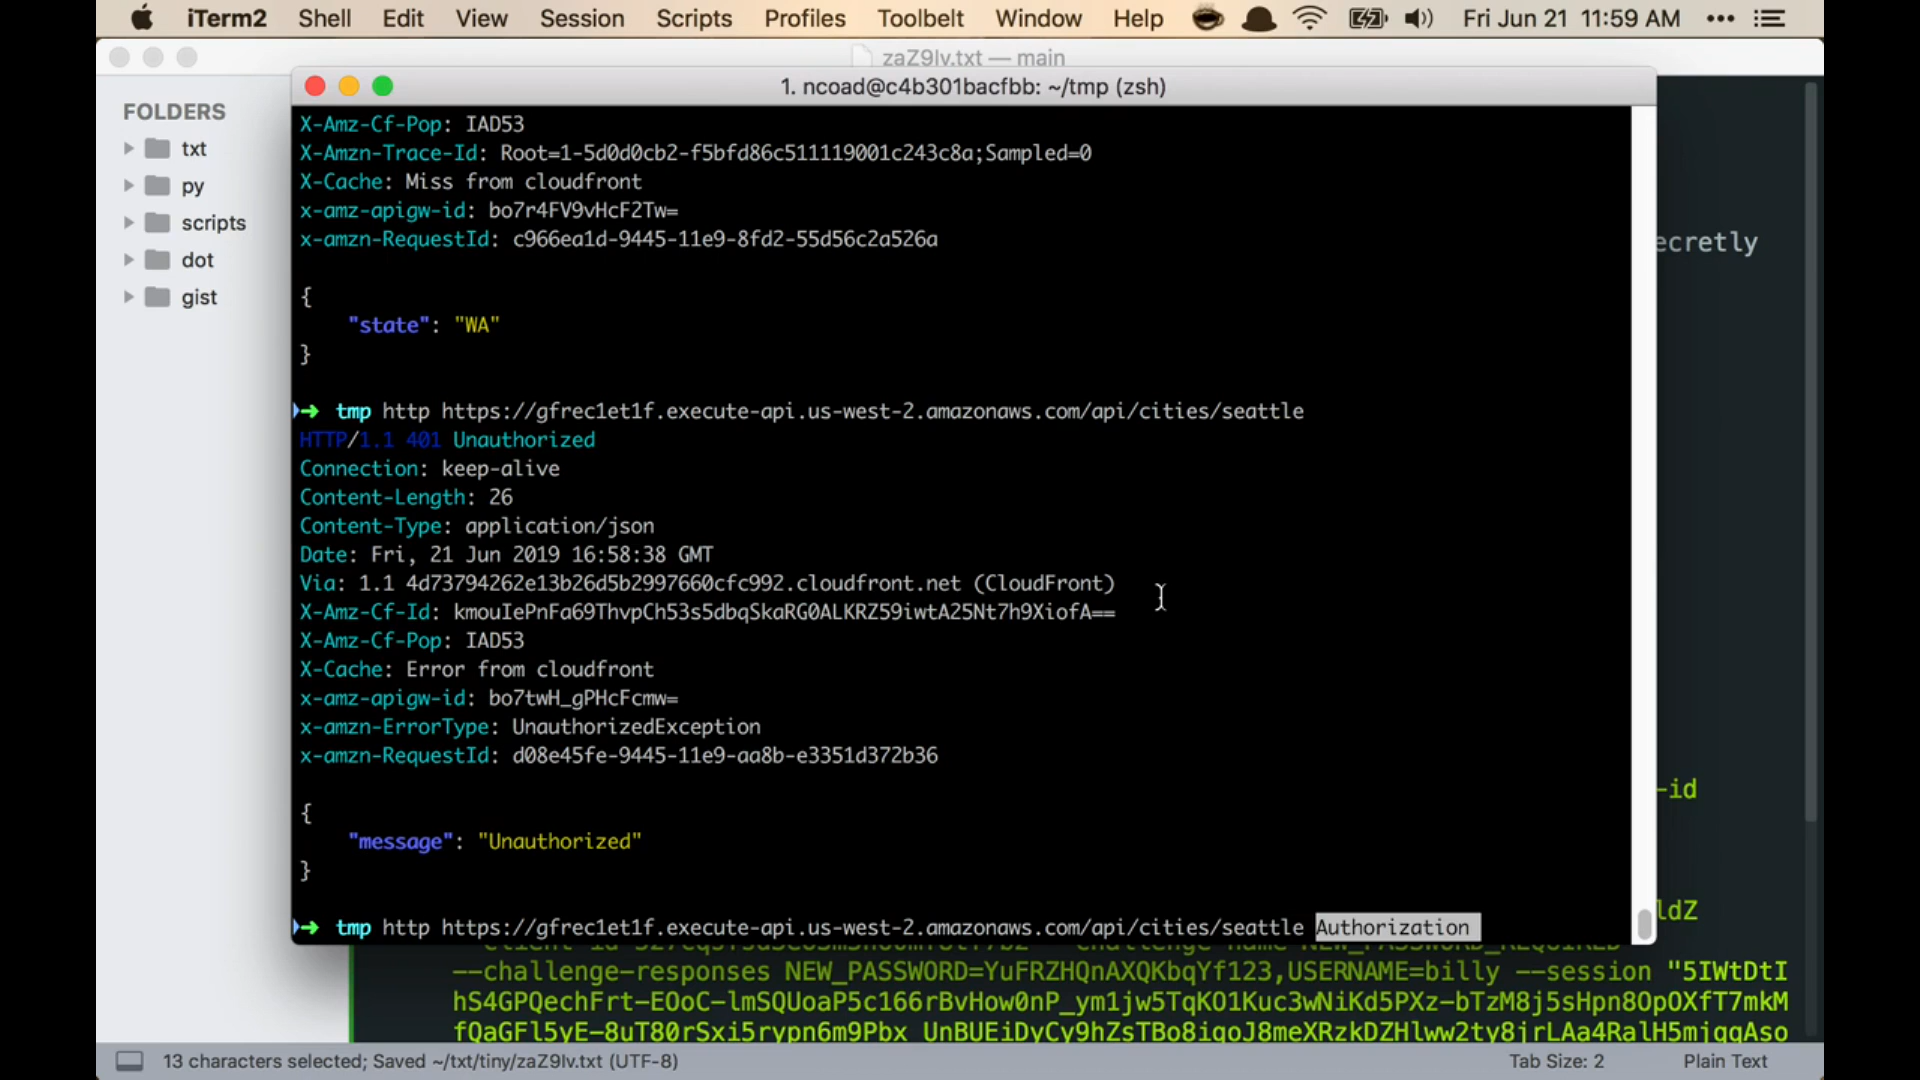 iTerm2 Shell Edit View Session Scripts Profiles Toolbelt Window Help Fri Jun 21 11:59 AM
zaZ9lv.txt — main
1. ncoad@c4b301bacfbb: ~/tmp (zsh)
FOLDERS
txt
py
scripts
dot
gist
X-Amz-Cf-Pop: IAD53
X-Amzn-Trace-Id: Root=1-5d0d0cb2-f5bfd86c511119001c243c8a;Sampled=0
X-Cache: Miss from cloudfront
x-amz-apigw-id: bo7r4FV9vHcF2Tw=
x-amzn-RequestId: c966ea1d-9445-11e9-8fd2-55d56c2a526a
{
"state": "WA"
}
➜ tmp http https://gfrec1et1f.execute-api.us-west-2.amazonaws.com/api/cities/seattle
HTTP/1.1 401 Unauthorized
Connection: keep-alive
Content-Length: 26
Content-Type: application/json
Date: Fri, 21 Jun 2019 16:58:38 GMT
Via: 1.1 4d73794262e13b26d5b2997660cfc992.cloudfront.net (CloudFront)
X-Amz-Cf-Id: kmouIePnFa69ThvpCh53s5dbqSkaRG0ALKRZ59iwtA25Nt7h9XiofA==
X-Amz-Cf-Pop: IAD53
X-Cache: Error from cloudfront
x-amz-apigw-id: bo7twH_gPHcFcmw=
x-amzn-ErrorType: UnauthorizedException
x-amzn-RequestId: d08e45fe-9445-11e9-aa8b-e3351d372b36
{
"message": "Unauthorized"
}
➜ tmp http https://gfrec1et1f.execute-api.us-west-2.amazonaws.com/api/cities/seattle Authorization
ecretly
-id
ldZ
--challenge-responses NEW_PASSWORD=YuFRZHQnAXQKbqYf123,USERNAME=billy --session "5IWtDtI
hS4GPQechFrt-EOoC-lmSQUoaP5c166rBvHow0nP_ym1jw5TqKO1Kuc3wNiKd5PXz-bTzM8j5sHpn8OpOXfT7mkM
fQaGFl5yE-8uT80rSxi5rypn6m9Pbx_UnBUEiDyCy9hZsTBo8iqoJ8meXRzkDZHlww2ty8jrLAa4RalH5mjqqAso
13 characters selected; Saved ~/txt/tiny/zaZ9lv.txt (UTF-8) Tab Size: 2 Plain Text